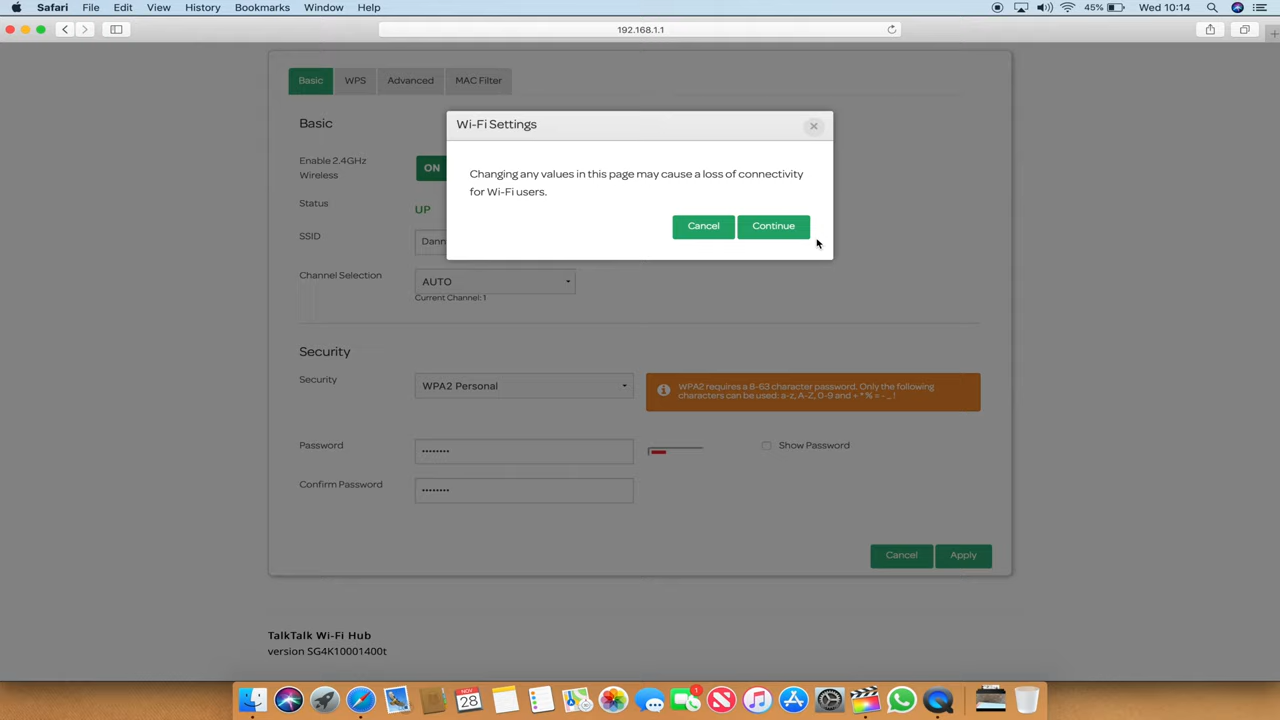 Safari File Edit View History Bookmarks Window Help 45% Wed 10:14
192.168.1.1
Basic WPS Advanced MAC Filter
Basic
Wi-Fi Settings
Changing any values in this page may cause a loss of connectivity
for Wi-Fi users.
Cancel Continue
Enable 2.4GHz
Wireless
ON
Status UP
SSID Dann
Channel Selection AUTO
Current Channel: 1
Security
Security WPA2 Personal
WPA2 requires a 8-63 character password. Only the following
characters can be used: a-z, A-Z, 0-9 and + * % = - _ !
Password •••••••• Show Password
Confirm Password ••••••••
Cancel Apply
TalkTalk Wi-Fi Hub
version SG4K10001400t
NOV
28
1